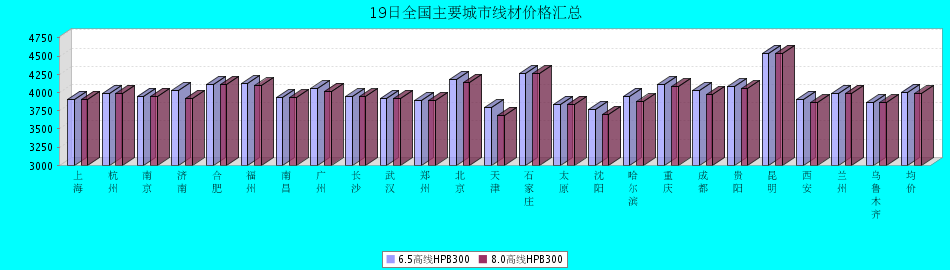 19日全国主要城市线材价格汇总
4750
4500
4250
4000
3750
3500
3250
3000
上海 杭州 南京 济南 合肥 福州 南昌 广州 长沙 武汉 郑州 北京 天津 石家庄 太原 沈阳 哈尔滨 重庆 成都 贵阳 昆明 西安 兰州 乌鲁木齐 均价
6.5高线HPB300 8.0高线HPB300